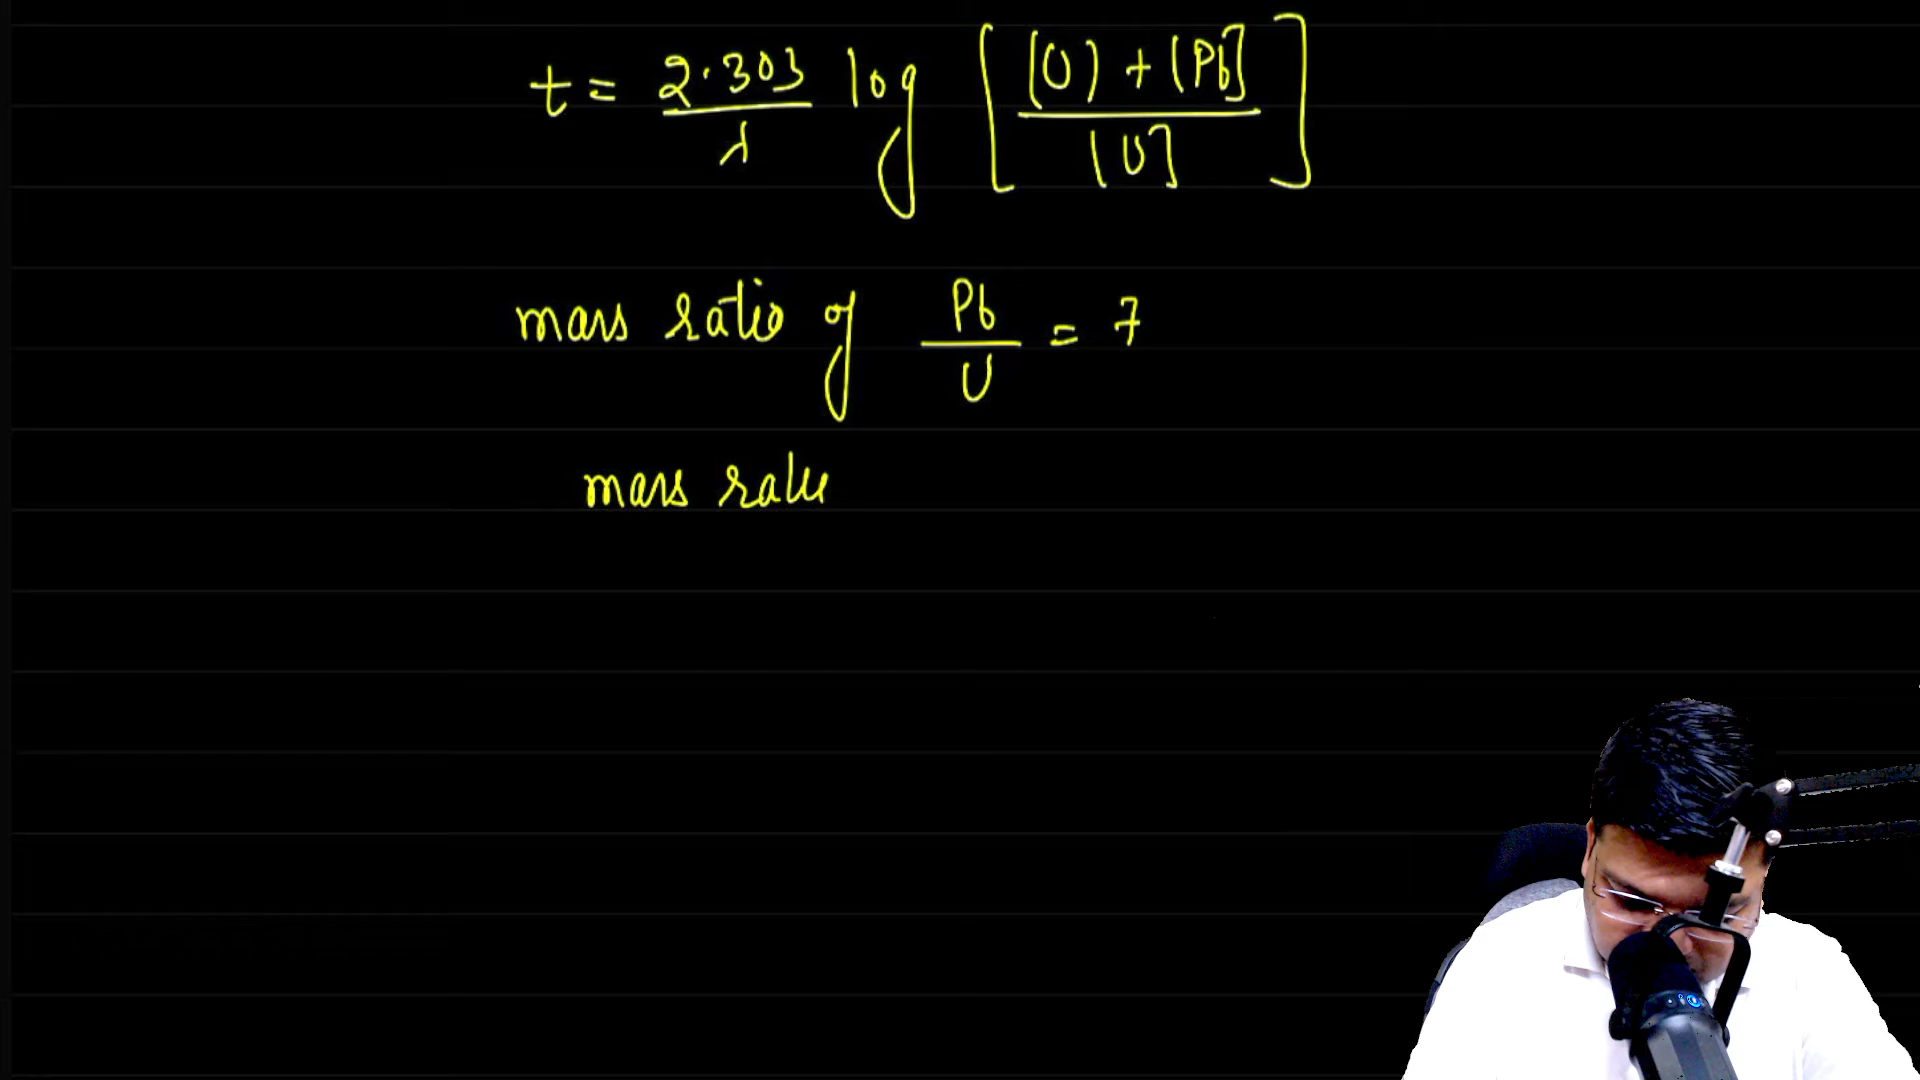 t = 2.303 / λ log [ [U] + [Pb] / [U] ]
mass ratio of Pb / U = 7
mass ratio